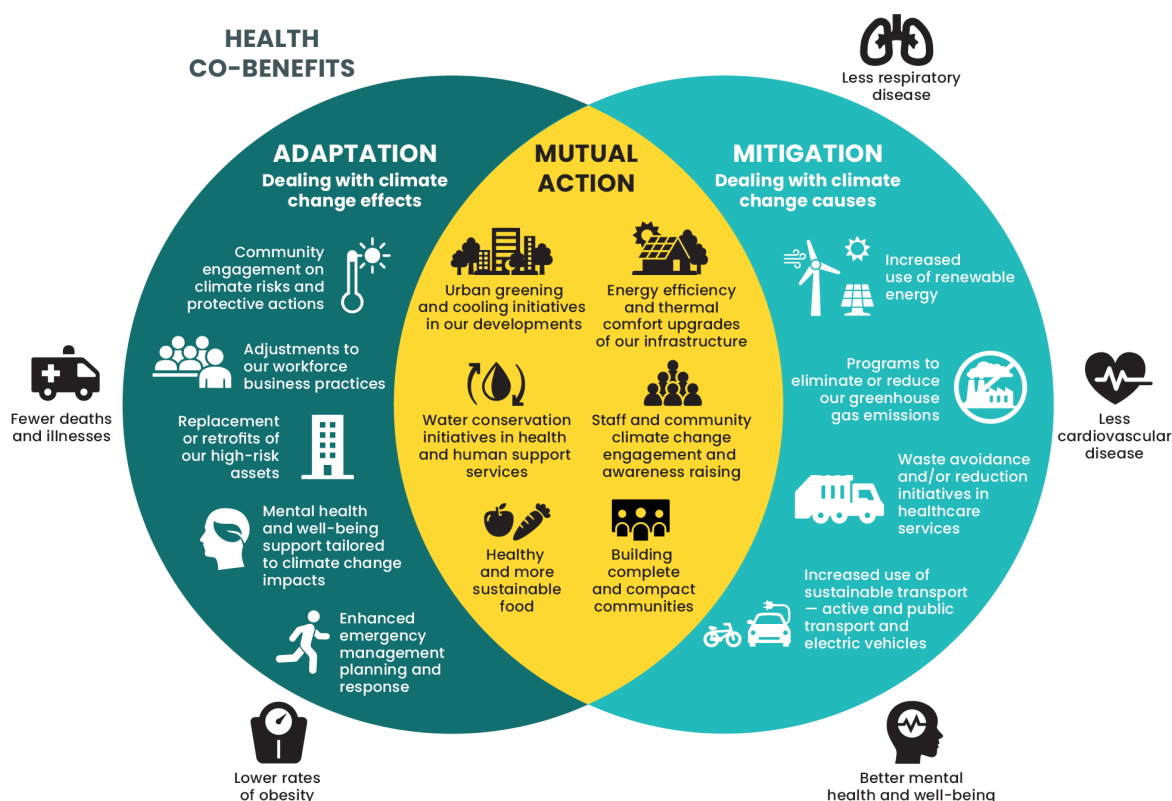 HEALTH
CO-BENEFITS
Less respiratory
disease
ADAPTATION
Dealing with climate
change effects
Community
engagement on
climate risks and
protective actions
Adjustments to
our workforce
business practices
Replacement
or retrofits of
our high-risk
assets
Mental health
and well-being
support tailored
to climate change
impacts
Enhanced
emergency
management
planning and
response
MUTUAL
ACTION
Urban greening
and cooling initiatives
in our developments
Energy efficiency
and thermal
comfort upgrades
of our infrastructure
Water conservation
initiatives in health
and human support
services
Staff and community
climate change
engagement and
awareness raising
Healthy
and more
sustainable
food
Building
complete
and compact
communities
MITIGATION
Dealing with climate
change causes
Increased
use of renewable
energy
Programs to
eliminate or reduce
our greenhouse
gas emissions
Waste avoidance
and/or reduction
initiatives in
healthcare
services
Increased use of
sustainable transport
— active and public
transport and
electric vehicles
Fewer deaths
and illnesses
Less
cardiovascular
disease
Lower rates
of obesity
Better mental
health and well-being